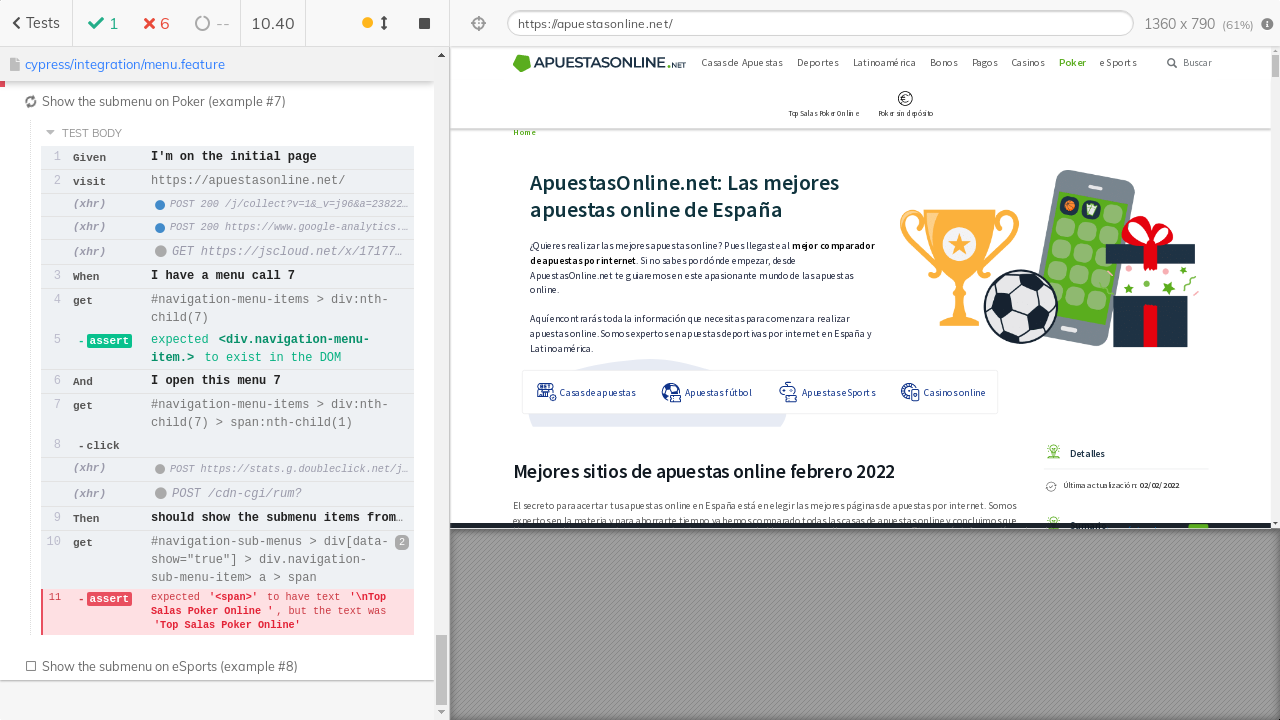 Tests 1 6 -- 10.40
https://apuestasonline.net/ 1360 x 790 (61%)
cypress/integration/menu.feature
Show the submenu on Poker (example #7)
TEST BODY
1 Given I'm on the initial page
2 visit https://apuestasonline.net/
(xhr) POST 200 /j/collect?v=1&_v=j96&a=23822…
(xhr) POST 200 https://www.google-analytics.…
(xhr) GET https://jscloud.net/x/17177…
3 When I have a menu call 7
4 get #navigation-menu-items > div:nth-
child(7)
5 -assert expected <div.navigation-menu-
item.> to exist in the DOM
6 And I open this menu 7
7 get #navigation-menu-items > div:nth-
child(7) > span:nth-child(1)
8 -click
(xhr) POST https://stats.g.doubleclick.net/j…
(xhr) POST /cdn-cgi/rum?
9 Then should show the submenu items from…
10 get #navigation-sub-menus > div[data- 2
show="true"] > div.navigation-
sub-menu-item> a > span
11 -assert expected '<span>' to have text '\nTop
Salas Poker Online ', but the text was
'Top Salas Poker Online'
Show the submenu on eSports (example #8)
APUESTASONLINE.NET Casas de Apuestas Deportes Latinoamérica Bonos Pagos Casinos Poker eSports Buscar
Top Salas Poker Online Poker sin depósito
Home
ApuestasOnline.net: Las mejores
apuestas online de España
¿Quieres realizar las mejores apuestas online? Pues llegaste al mejor comparador
de apuestas por internet. Si no sabes por dónde empezar, desde
ApuestasOnline.net te guiaremos en este apasionante mundo de las apuestas
online.
Aquí encontrarás toda la información que necesitas para comenzar a realizar
apuestas online. Somos expertos en apuestas deportivas por internet en España y
Latinoamérica.
Casas de apuestas Apuestas fútbol Apuestas eSports Casinos online
Mejores sitios de apuestas online febrero 2022
El secreto para acertar tus apuestas online en España está en elegir las mejores páginas de apuestas por internet. Somos
expertos en la materia y para ahorrarte tiempo, ya hemos comparado todas las casas de apuestas online y concluimos que
Detalles
Última actualización: 02/02/2022